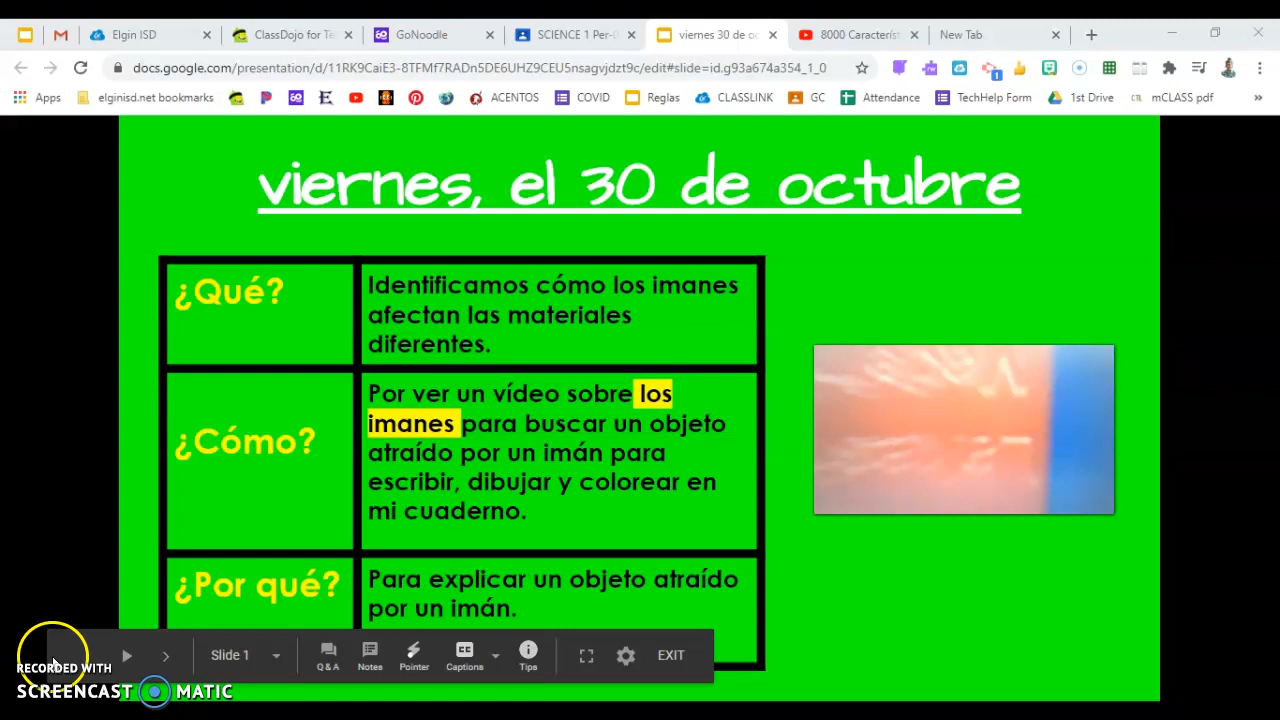 Elgin ISD
ClassDojo for Te
GoNoodle
SCIENCE 1 Per-
viernes 30 de oc
8000 Característi
New Tab
docs.google.com/presentation/d/11RK9CaiE3-8TFMf7RADn5DE6UHZ9CEU5nsagvjdzt9c/edit#slide=id.g93a674a354_1_0
Apps
elginisd.net bookmarks
ACENTOS
COVID
Reglas
CLASSLINK
GC
Attendance
TechHelp Form
1st Drive
mCLASS pdf
viernes, el 30 de octubre
¿Qué?
Identificamos cómo los imanes
afectan las materiales
diferentes.
¿Cómo?
Por ver un vídeo sobre los
imanes para buscar un objeto
atraído por un imán para
escribir, dibujar y colorear en
mi cuaderno.
¿Por qué?
Para explicar un objeto atraído
por un imán.
Slide 1
Q & A
Notes
Pointer
Captions
Tips
EXIT
RECORDED WITH
SCREENCAST MATIC